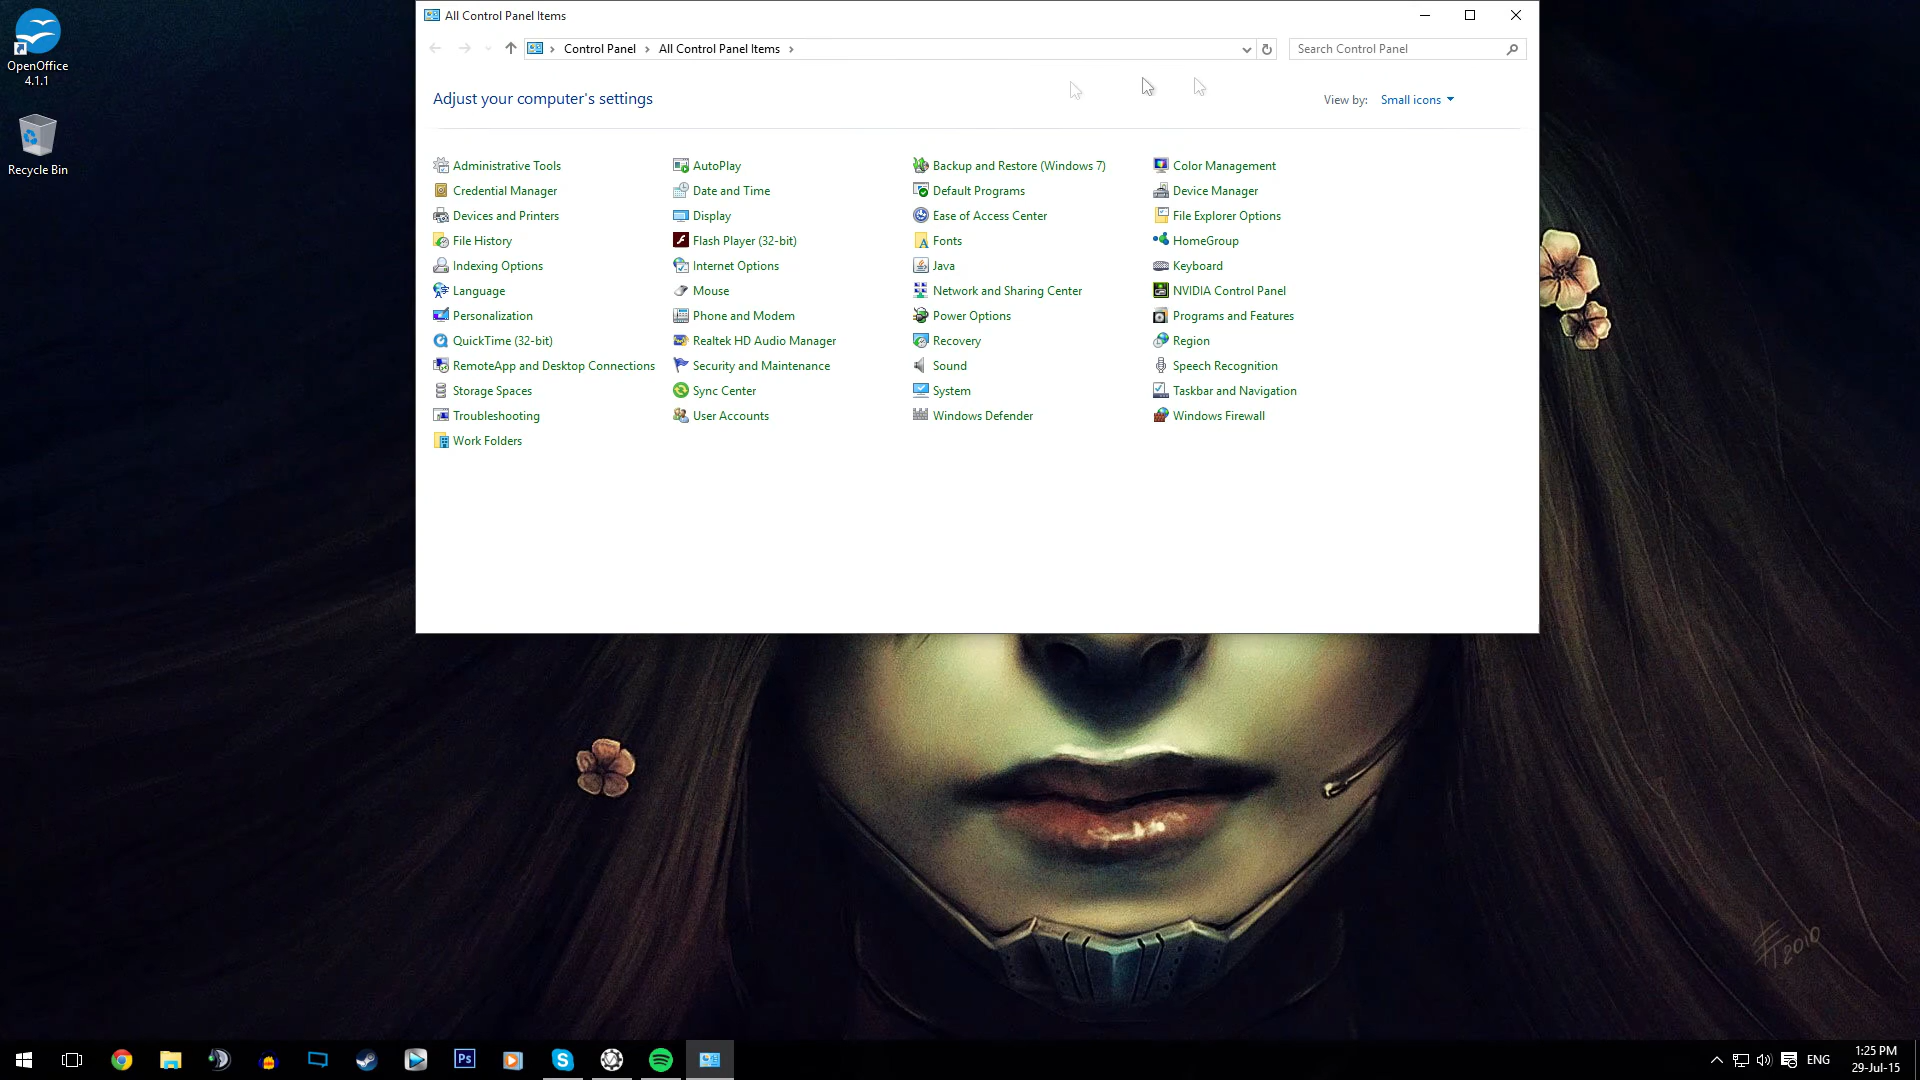 All Control Panel Items
Control Panel > All Control Panel Items >
Search Control Panel
OpenOffice
4.1.1
Recycle Bin
Adjust your computer's settings
View by: Small icons
Administrative Tools
AutoPlay
Backup and Restore (Windows 7)
Color Management
Credential Manager
Date and Time
Default Programs
Device Manager
Devices and Printers
Display
Ease of Access Center
File Explorer Options
File History
Flash Player (32-bit)
Fonts
HomeGroup
Indexing Options
Internet Options
Java
Keyboard
Language
Mouse
Network and Sharing Center
NVIDIA Control Panel
Personalization
Phone and Modem
Power Options
Programs and Features
QuickTime (32-bit)
Realtek HD Audio Manager
Recovery
Region
RemoteApp and Desktop Connections
Security and Maintenance
Sound
Speech Recognition
Storage Spaces
Sync Center
System
Taskbar and Navigation
Troubleshooting
User Accounts
Windows Defender
Windows Firewall
Work Folders
2010
Ps
ENG
1:25 PM
29-Jul-15